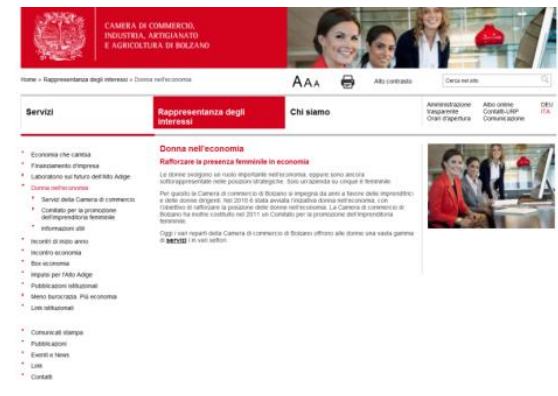 CAMERA DI COMMERCIO,
INDUSTRIA, ARTIGIANATO
E AGRICOLTURA DI BOLZANO
Home » Rappresentanza degli interessi » Donna nell'economia
A A A
Alto contrasto
Cerca nel sito
Servizi
Rappresentanza degli
interessi
Chi siamo
Amministrazione
trasparente
Orari d'apertura
Albo online
Contatti-URP
Comunicazione
DEU
ITA
Economia che cambia
Finanziamento d'impresa
Laboratorio sul futuro dell'Alto Adige
Donna nell'economia
Servizi della Camera di commercio
Comitato per la promozione
dell'imprenditoria femminile
Informazioni utili
Incontri di inizio anno
Incontro economia
Box economia
Impulsi per l'Alto Adige
Pubblicazioni istituzionali
Meno burocrazia. Più economia
Link istituzionali
Comunicati stampa
Pubblicazioni
Eventi e News
Link
Contatti
Donna nell'economia
Rafforzare la presenza femminile in economia
Le donne svolgono un ruolo importante nell'economia, eppure sono ancora
sottorappresentate nelle posizioni strategiche. Solo un'azienda su cinque è femminile.
Per questo la Camera di commercio di Bolzano si impegna da anni a favore delle imprenditrici
e delle donne dirigenti. Nel 2010 è stata avviata l'iniziativa donna nell'economia, con
l'obiettivo di rafforzare la posizione delle donne nell'economia. La Camera di commercio di
Bolzano ha inoltre costituito nel 2011 un Comitato per la promozione dell'imprenditoria
femminile.
Oggi i vari reparti della Camera di commercio di Bolzano offrono alle donne una vasta gamma
di servizi in vari settori.